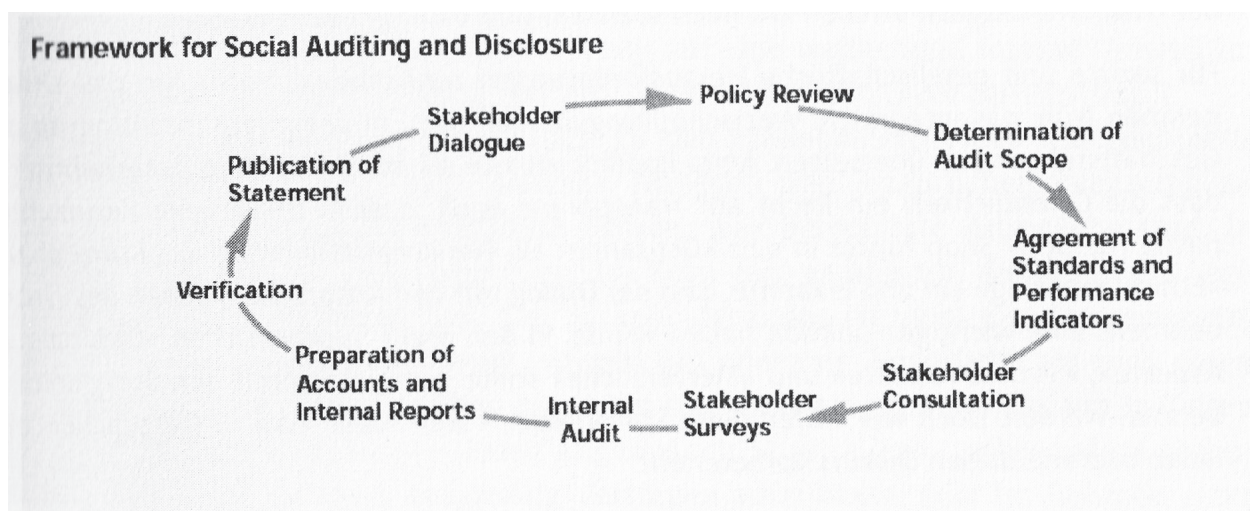 Framework for Social Auditing and Disclosure
Policy Review
Determination of
Audit Scope
Agreement of
Standards and
Performance
Indicators
Stakeholder
Consultation
Stakeholder
Surveys
Internal
Audit
Preparation of
Accounts and
Internal Reports
Verification
Publication of
Statement
Stakeholder
Dialogue